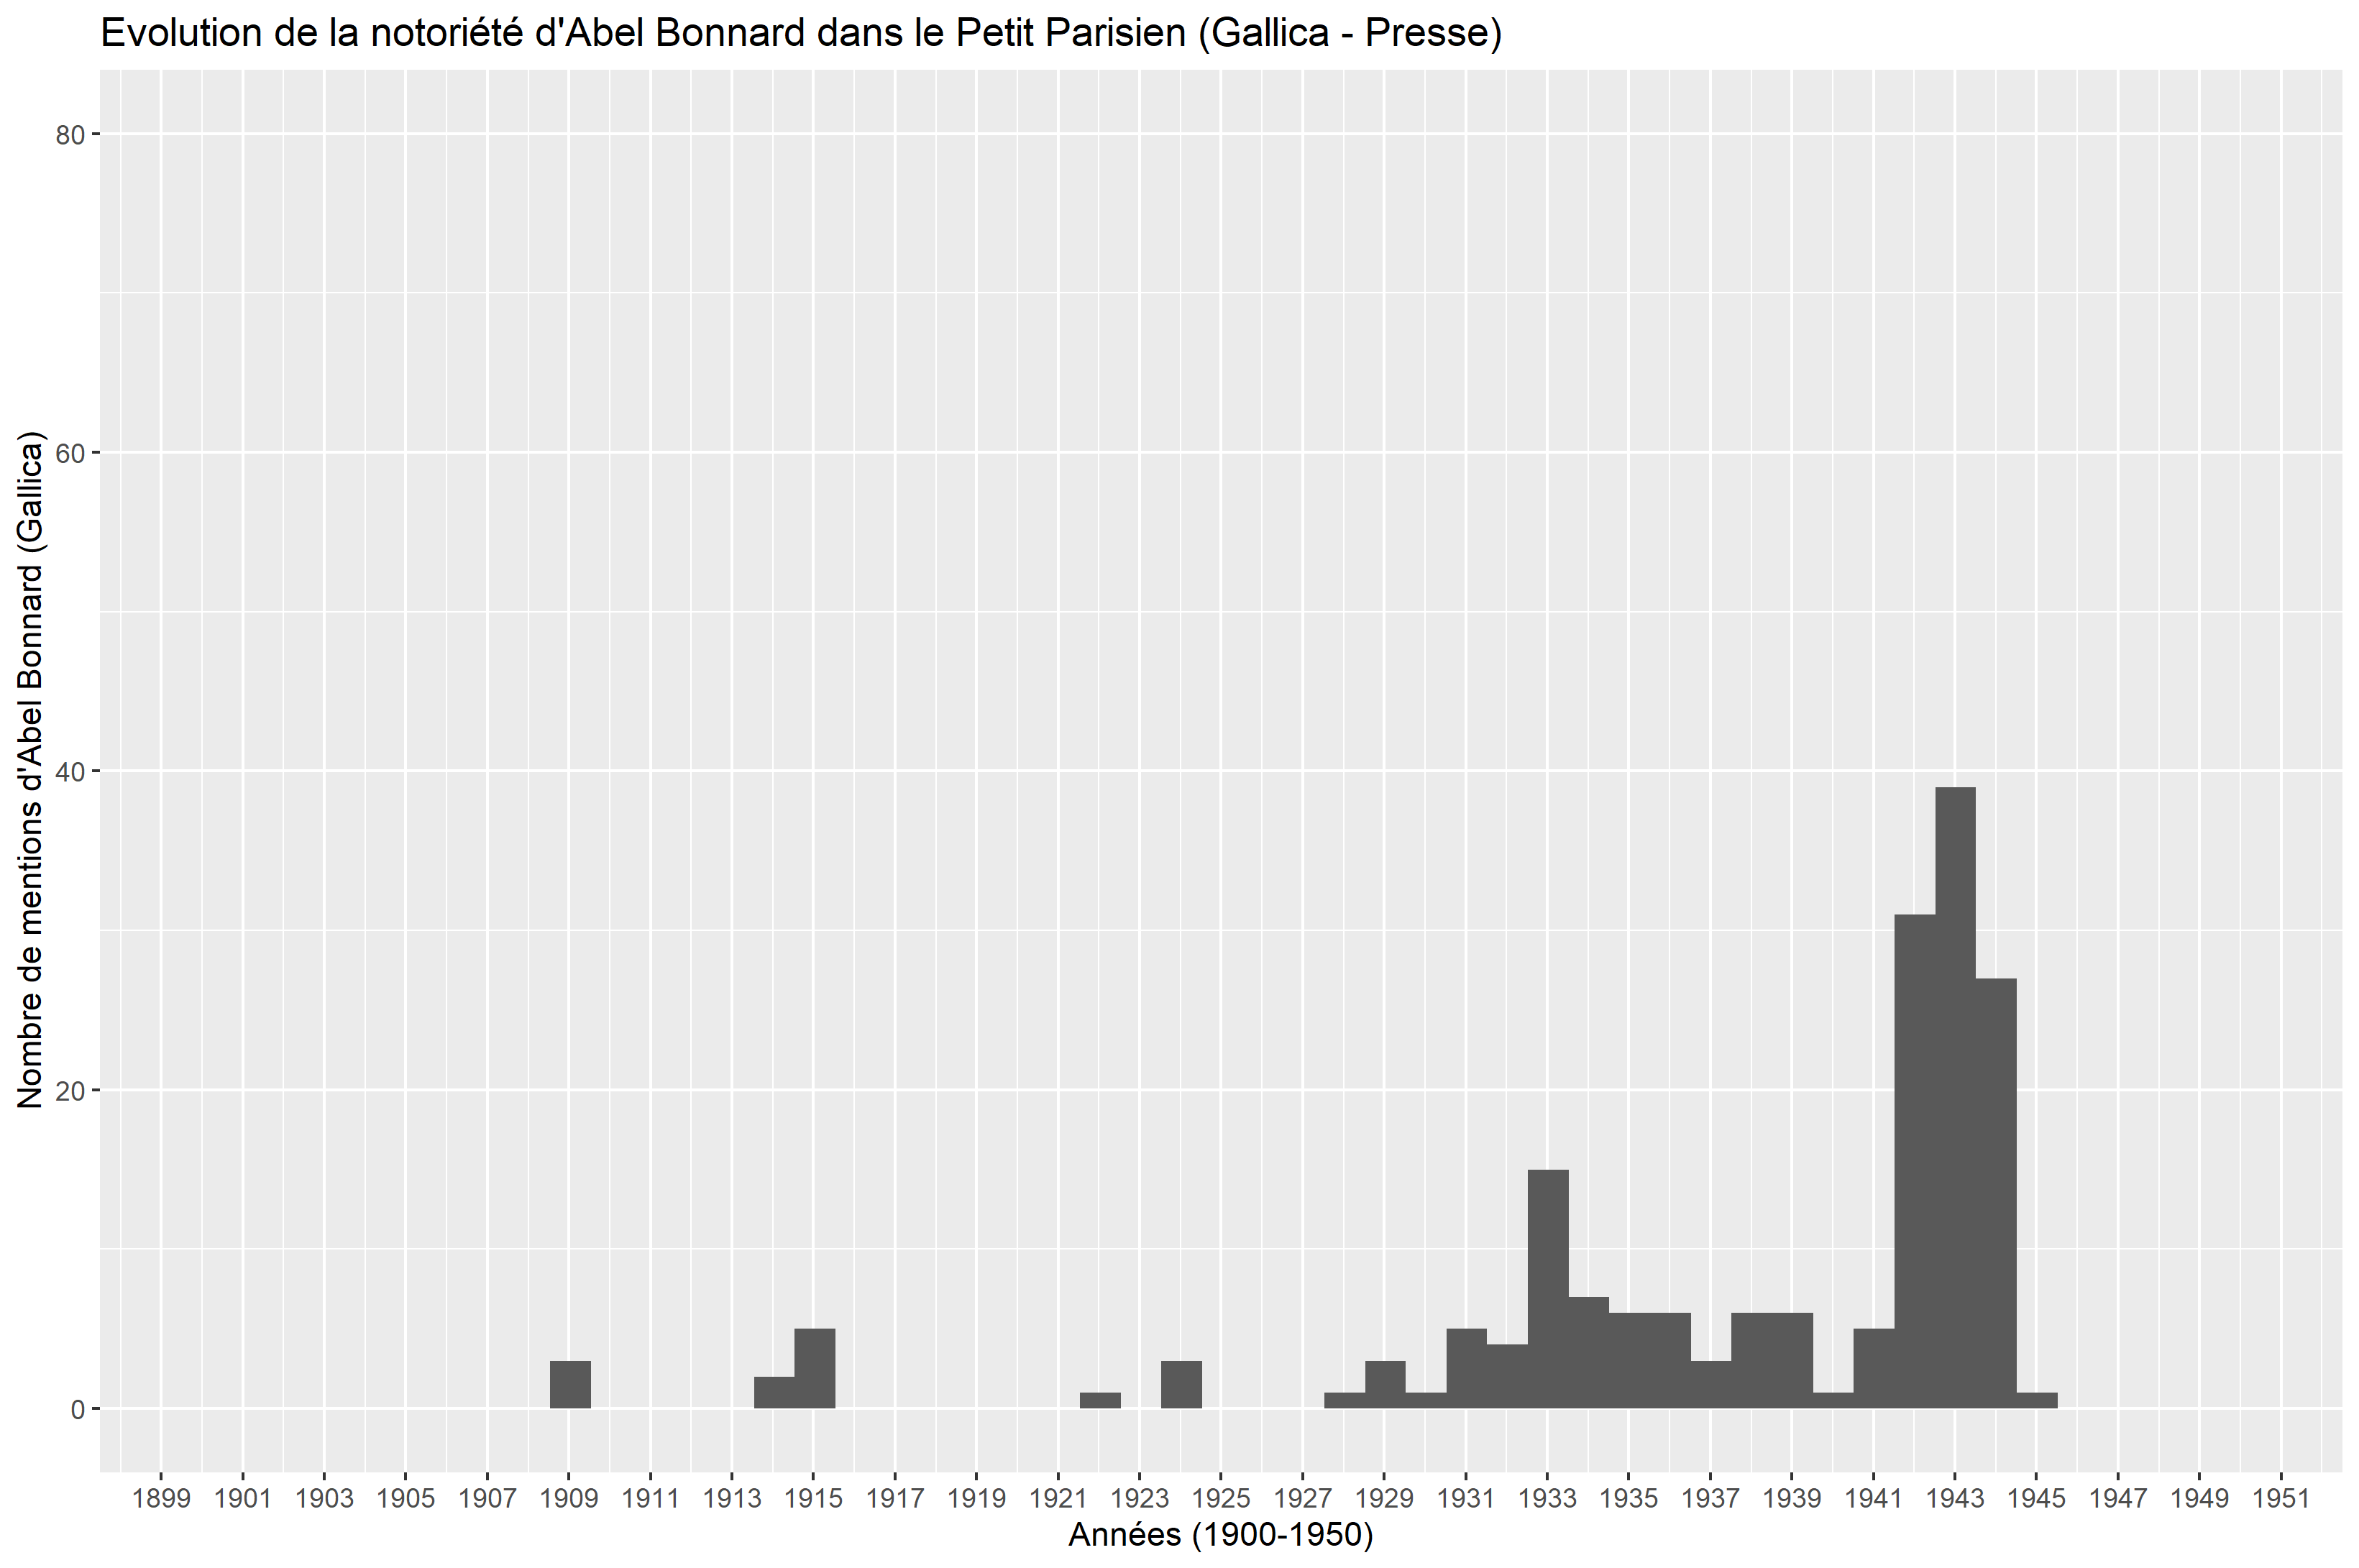 Evolution de la notoriété d'Abel Bonnard dans le Petit Parisien (Gallica - Presse)
Nombre de mentions d'Abel Bonnard (Gallica)
80
60
40
20
0
1899 1901 1903 1905 1907 1909 1911 1913 1915 1917 1919 1921 1923 1925 1927 1929 1931 1933 1935 1937 1939 1941 1943 1945 1947 1949 1951
Années (1900-1950)